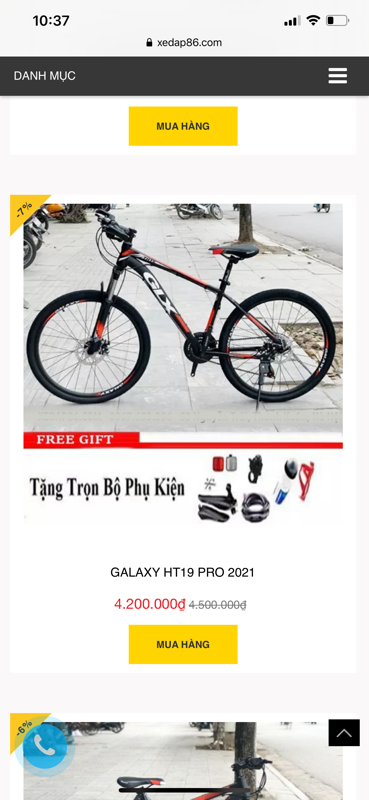 10:37
xedap86.com
DANH MỤC
MUA HÀNG
-7%
GLX
FREE GIFT
Tặng Trọn Bộ Phụ Kiện
GALAXY HT19 PRO 2021
4.200.000₫ 4.500.000₫
MUA HÀNG
-6%